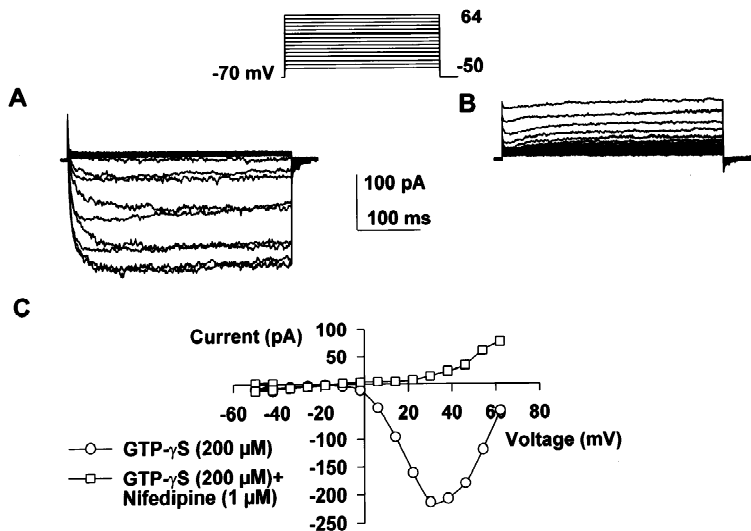 64
-70 mV
-50
A
B
100 pA
100 ms
C
Current (pA)
100
50
-60 -40 -20 0 20 40 60 80
Voltage (mV)
-100
-150
-200
-250
GTP-γS (200 µM)
GTP-γS (200 µM)+
Nifedipine (1 µM)